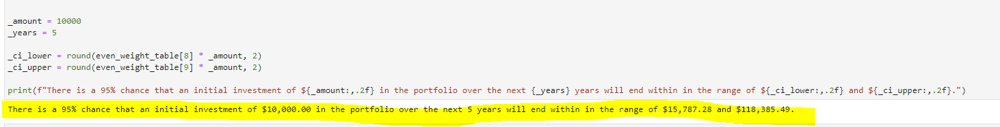 _amount = 10000
_years = 5
_ci_lower = round(even_weight_table[8] * _amount, 2)
_ci_upper = round(even_weight_table[9] * _amount, 2)
print(f"There is a 95% chance that an initial investment of ${_amount:,.2f} in the portfolio over the next {_years} years will end within in the range of ${_ci_lower:,.2f} and ${_ci_upper:,.2f}.")
There is a 95% chance that an initial investment of $10,000.00 in the portfolio over the next 5 years will end within in the range of $15,787.28 and $118,385.49.